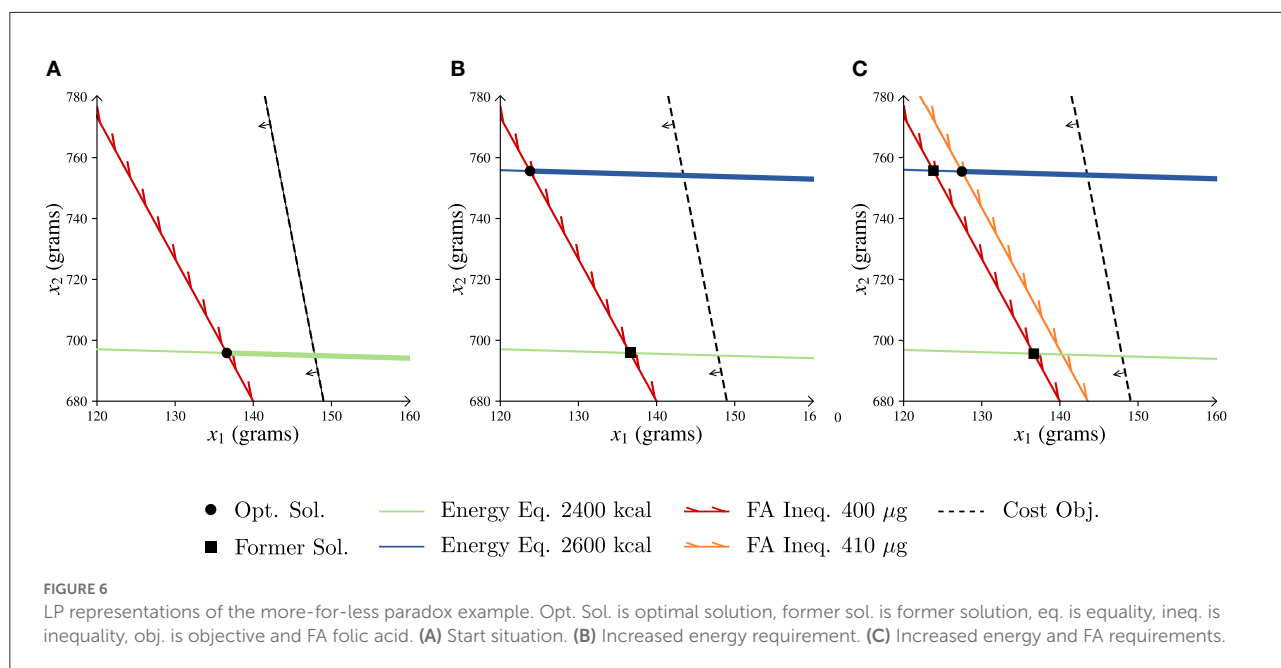 A
B
C
780
760
740
720
700
680
x2 (grams)
120
130
140
150
160
x1 (grams)
780
760
740
720
700
680
x2 (grams)
120
130
140
150
16
0
x1 (grams)
780
760
740
720
700
680
x2 (grams)
120
130
140
150
160
x1 (grams)
Opt. Sol.
Energy Eq. 2400 kcal
FA Ineq. 400 μg
Cost Obj.
Former Sol.
Energy Eq. 2600 kcal
FA Ineq. 410 μg
FIGURE 6
LP representations of the more-for-less paradox example. Opt. Sol. is optimal solution, former sol. is former solution, eq. is equality, ineq. is
inequality, obj. is objective and FA folic acid. (A) Start situation. (B) Increased energy requirement. (C) Increased energy and FA requirements.